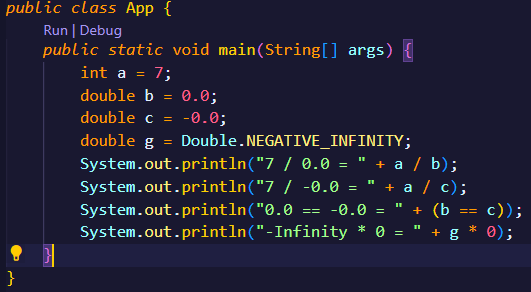 public class App {
Run | Debug
public static void main(String[] args) {
int a = 7;
double b = 0.0;
double c = -0.0;
double g = Double.NEGATIVE_INFINITY;
System.out.println("7 / 0.0 = " + a / b);
System.out.println("7 / -0.0 = " + a / c);
System.out.println("0.0 == -0.0 = " + (b == c));
System.out.println("-Infinity * 0 = " + g * 0);
}
}